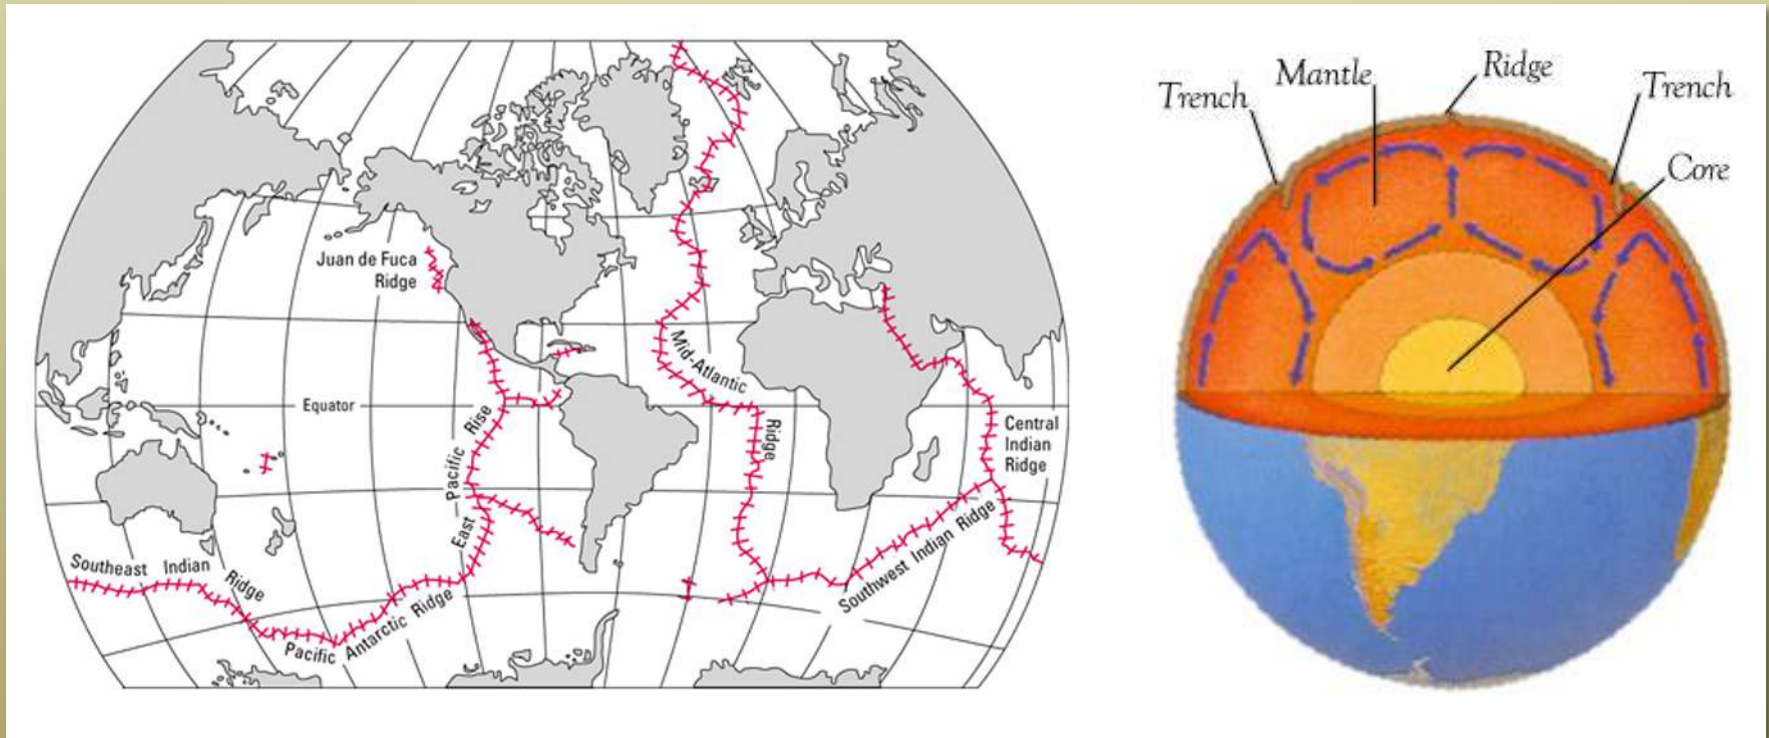 Juan de Fuca
Ridge
Mid-Atlantic
Ridge
Equator
East Pacific Rise
Central
Indian
Ridge
Southeast Indian Ridge
Pacific Antarctic Ridge
Southwest Indian Ridge
Trench
Mantle
Ridge
Trench
Core